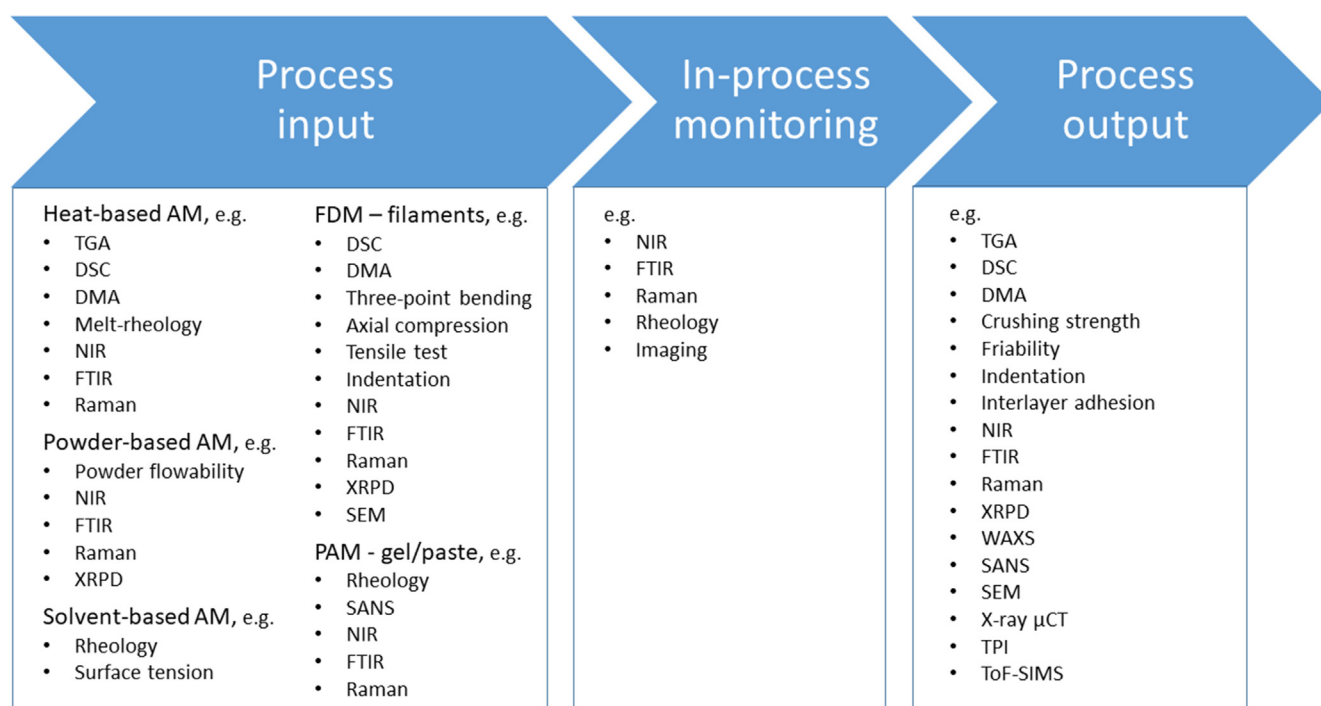 Process
input
In-process
monitoring
Process
output
Heat-based AM, e.g.
• TGA
• DSC
• DMA
• Melt-rheology
• NIR
• FTIR
• Raman
Powder-based AM, e.g.
• Powder flowability
• NIR
• FTIR
• Raman
• XRPD
Solvent-based AM, e.g.
• Rheology
• Surface tension
FDM – filaments, e.g.
• DSC
• DMA
• Three-point bending
• Axial compression
• Tensile test
• Indentation
• NIR
• FTIR
• Raman
• XRPD
• SEM
PAM - gel/paste, e.g.
• Rheology
• SANS
• NIR
• FTIR
• Raman
e.g.
• NIR
• FTIR
• Raman
• Rheology
• Imaging
e.g.
• TGA
• DSC
• DMA
• Crushing strength
• Friability
• Indentation
• Interlayer adhesion
• NIR
• FTIR
• Raman
• XRPD
• WAXS
• SANS
• SEM
• X-ray μCT
• TPI
• ToF-SIMS